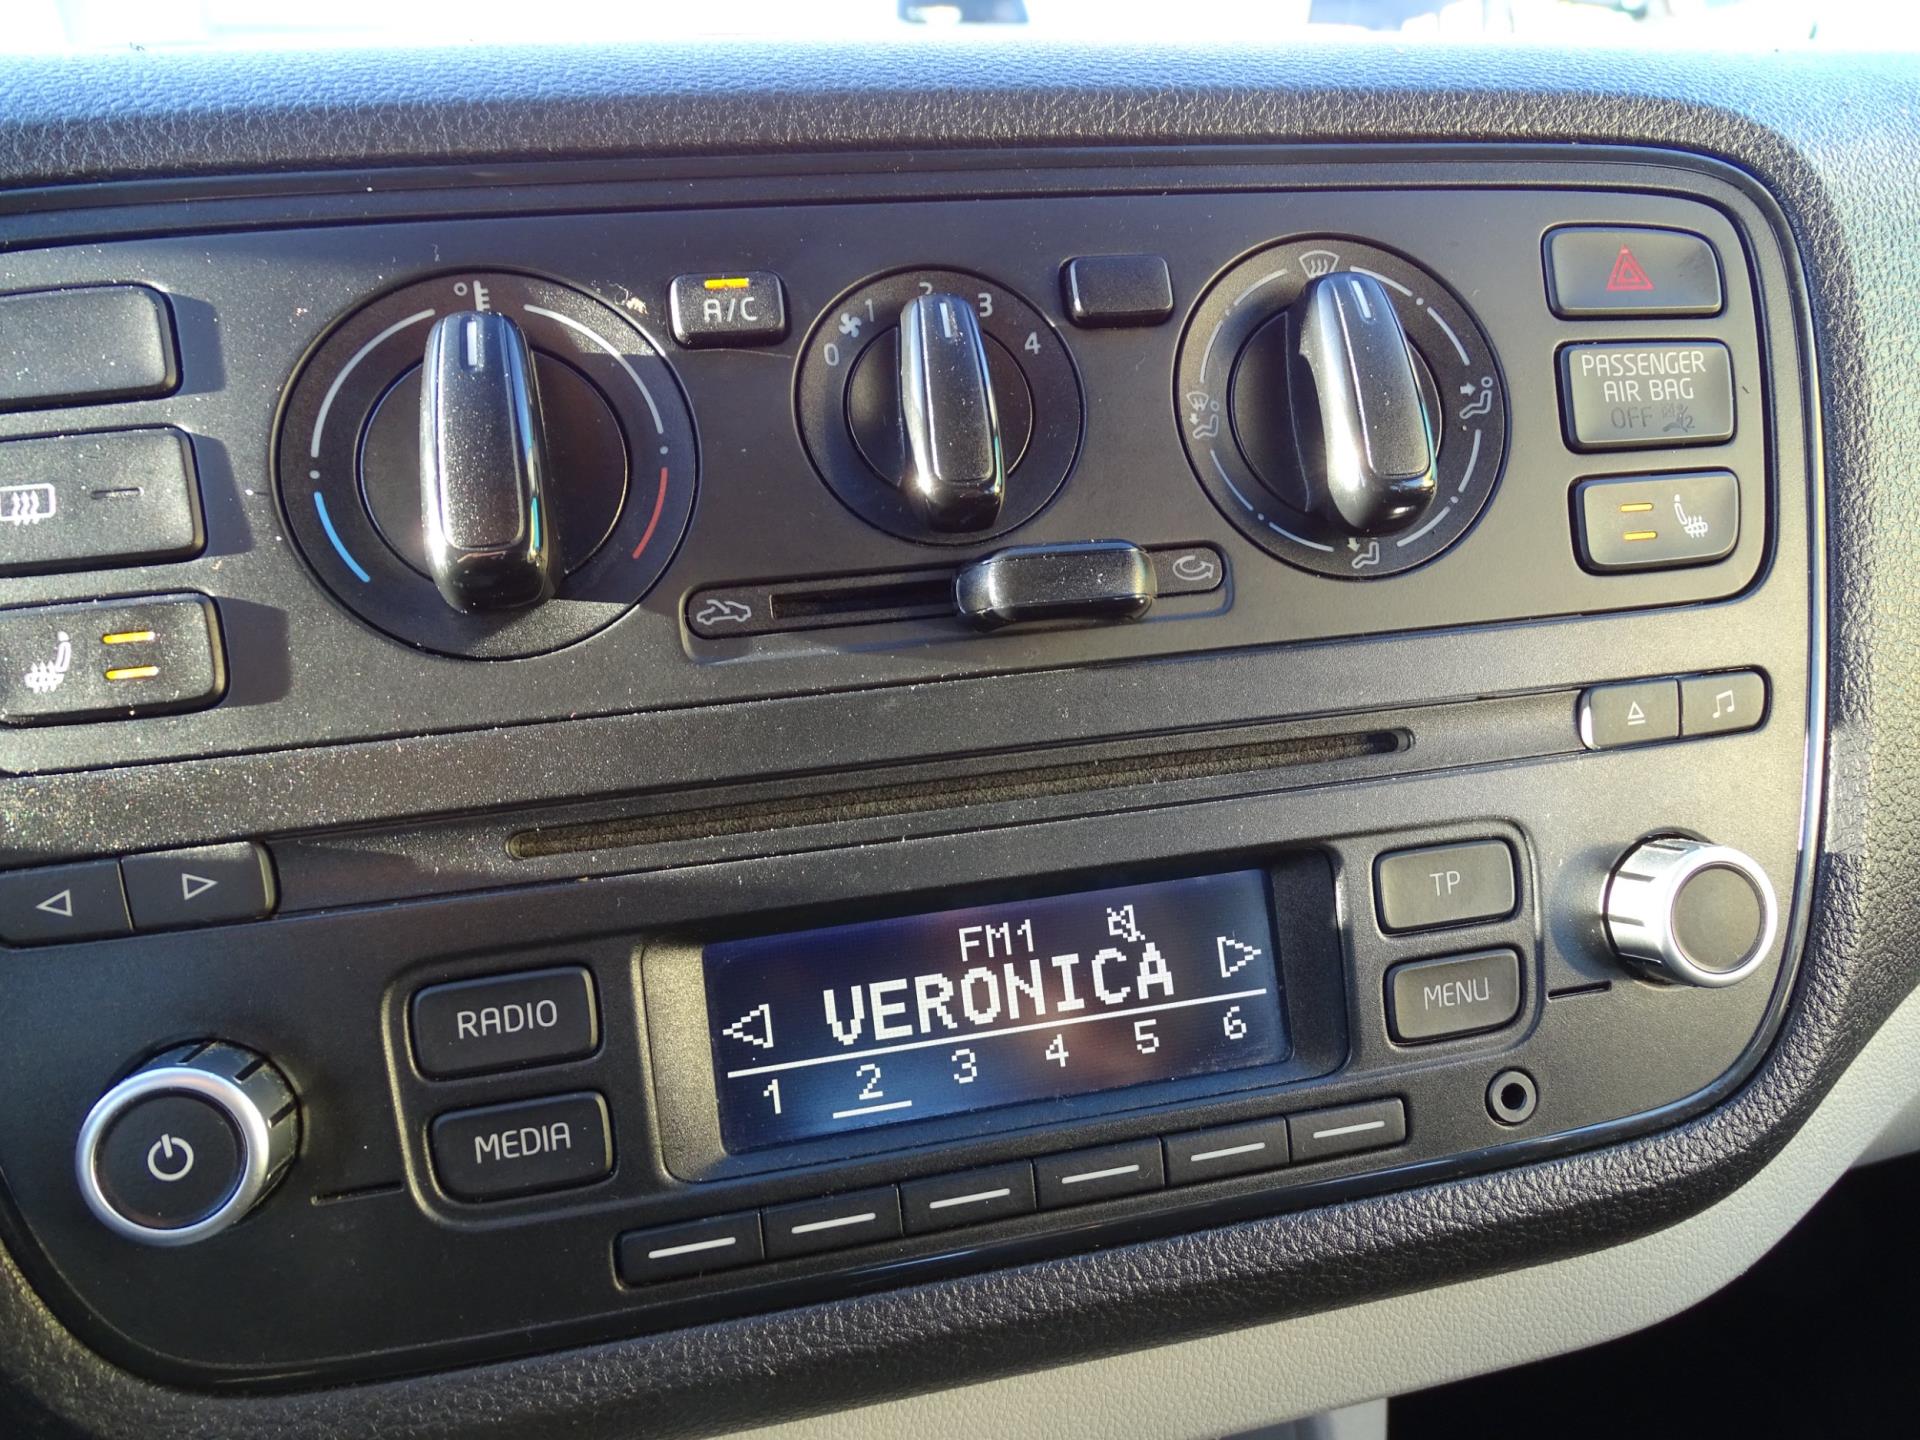 A/C
0 1 2 3 4
PASSENGER
AIR BAG
OFF
FM1
VERONICA
1 2 3 4 5 6
RADIO
MEDIA
TP
MENU